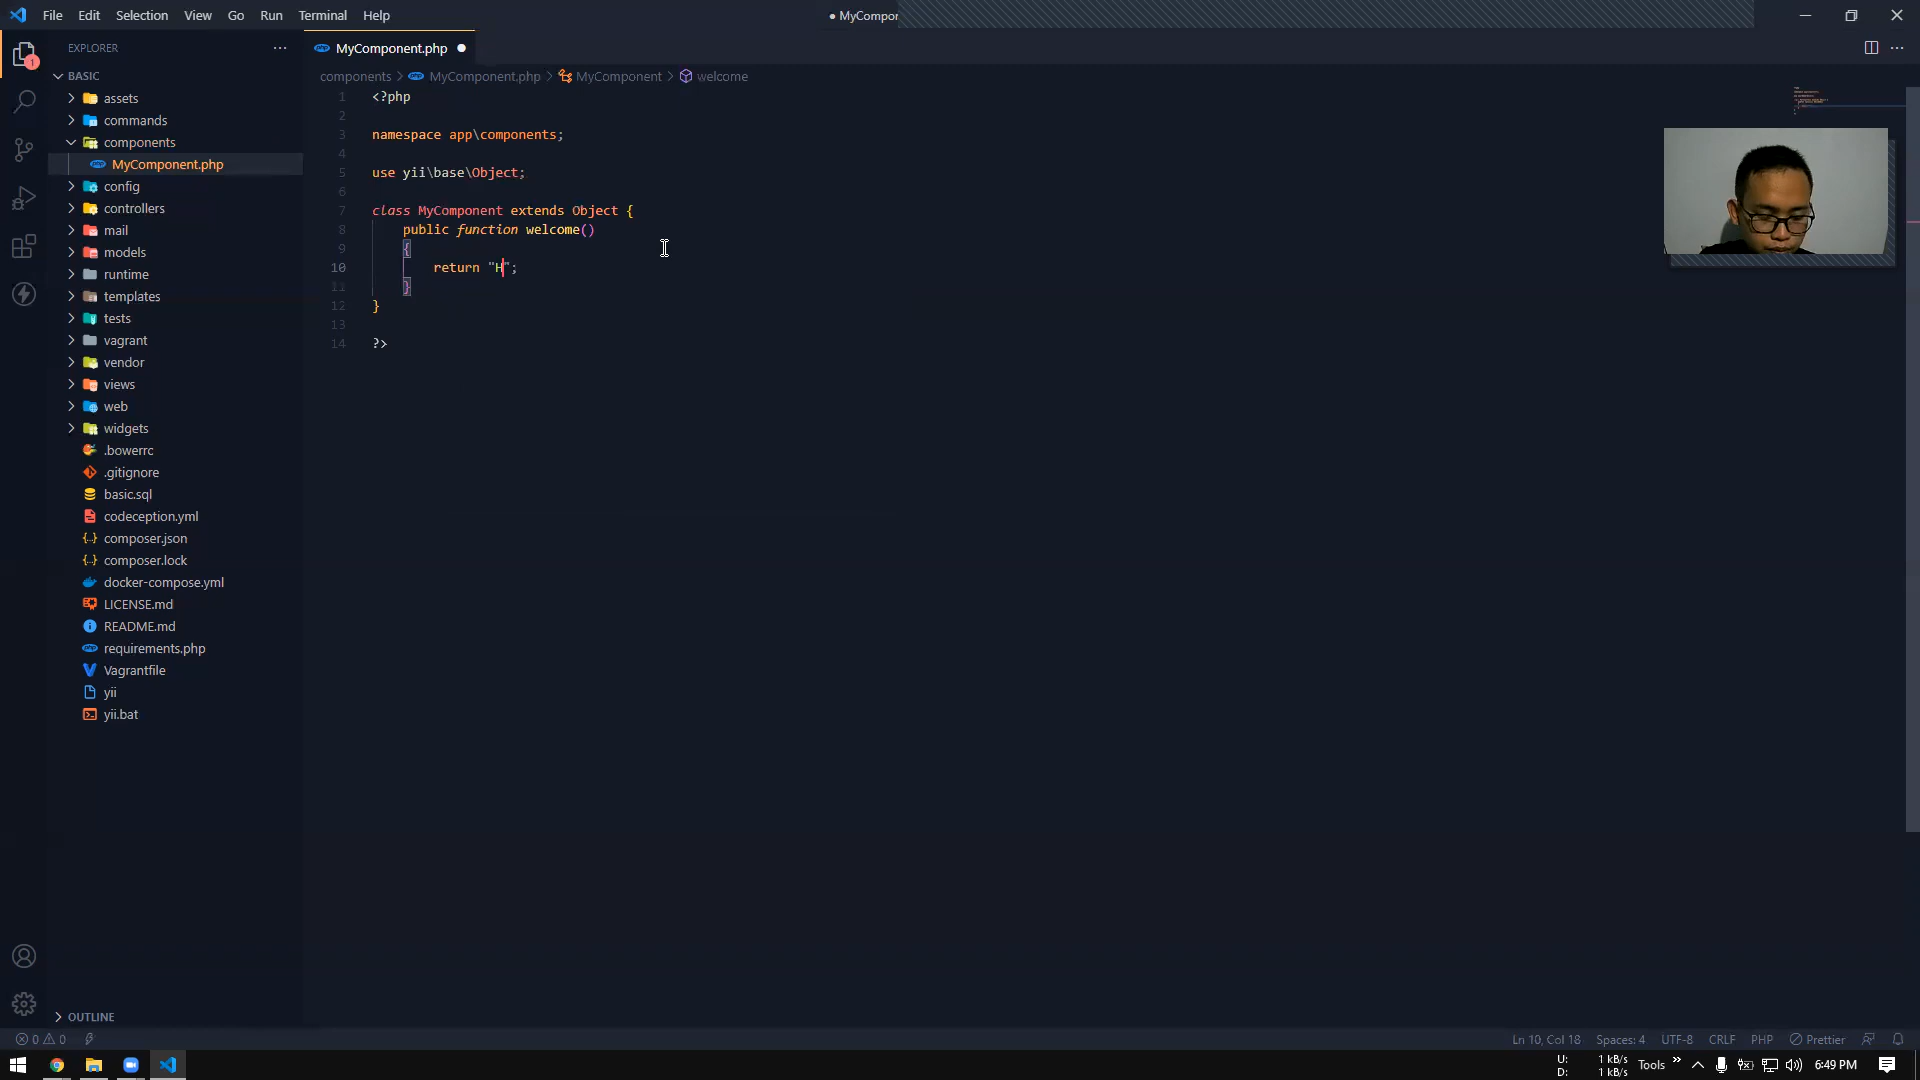 File Edit Selection View Go Run Terminal Help
● MyCompor
EXPLORER
BASIC
assets
commands
components
MyComponent.php
config
controllers
mail
models
runtime
templates
tests
vagrant
vendor
views
web
widgets
.bowerrc
.gitignore
basic.sql
codeception.yml
composer.json
composer.lock
docker-compose.yml
LICENSE.md
README.md
requirements.php
Vagrantfile
yii
yii.bat
OUTLINE
MyComponent.php
components > MyComponent.php > MyComponent > welcome
1 <?php
2
3 namespace app\components;
4
5 use yii\base\Object;
6
7 class MyComponent extends Object {
8 public function welcome()
9 {
10 return "H";
11 }
12 }
13
14 ?>
0 0
Ln 10, Col 18 Spaces: 4 UTF-8 CRLF PHP Prettier
U: 1 kB/s
D: 1 kB/s
Tools
6:49 PM